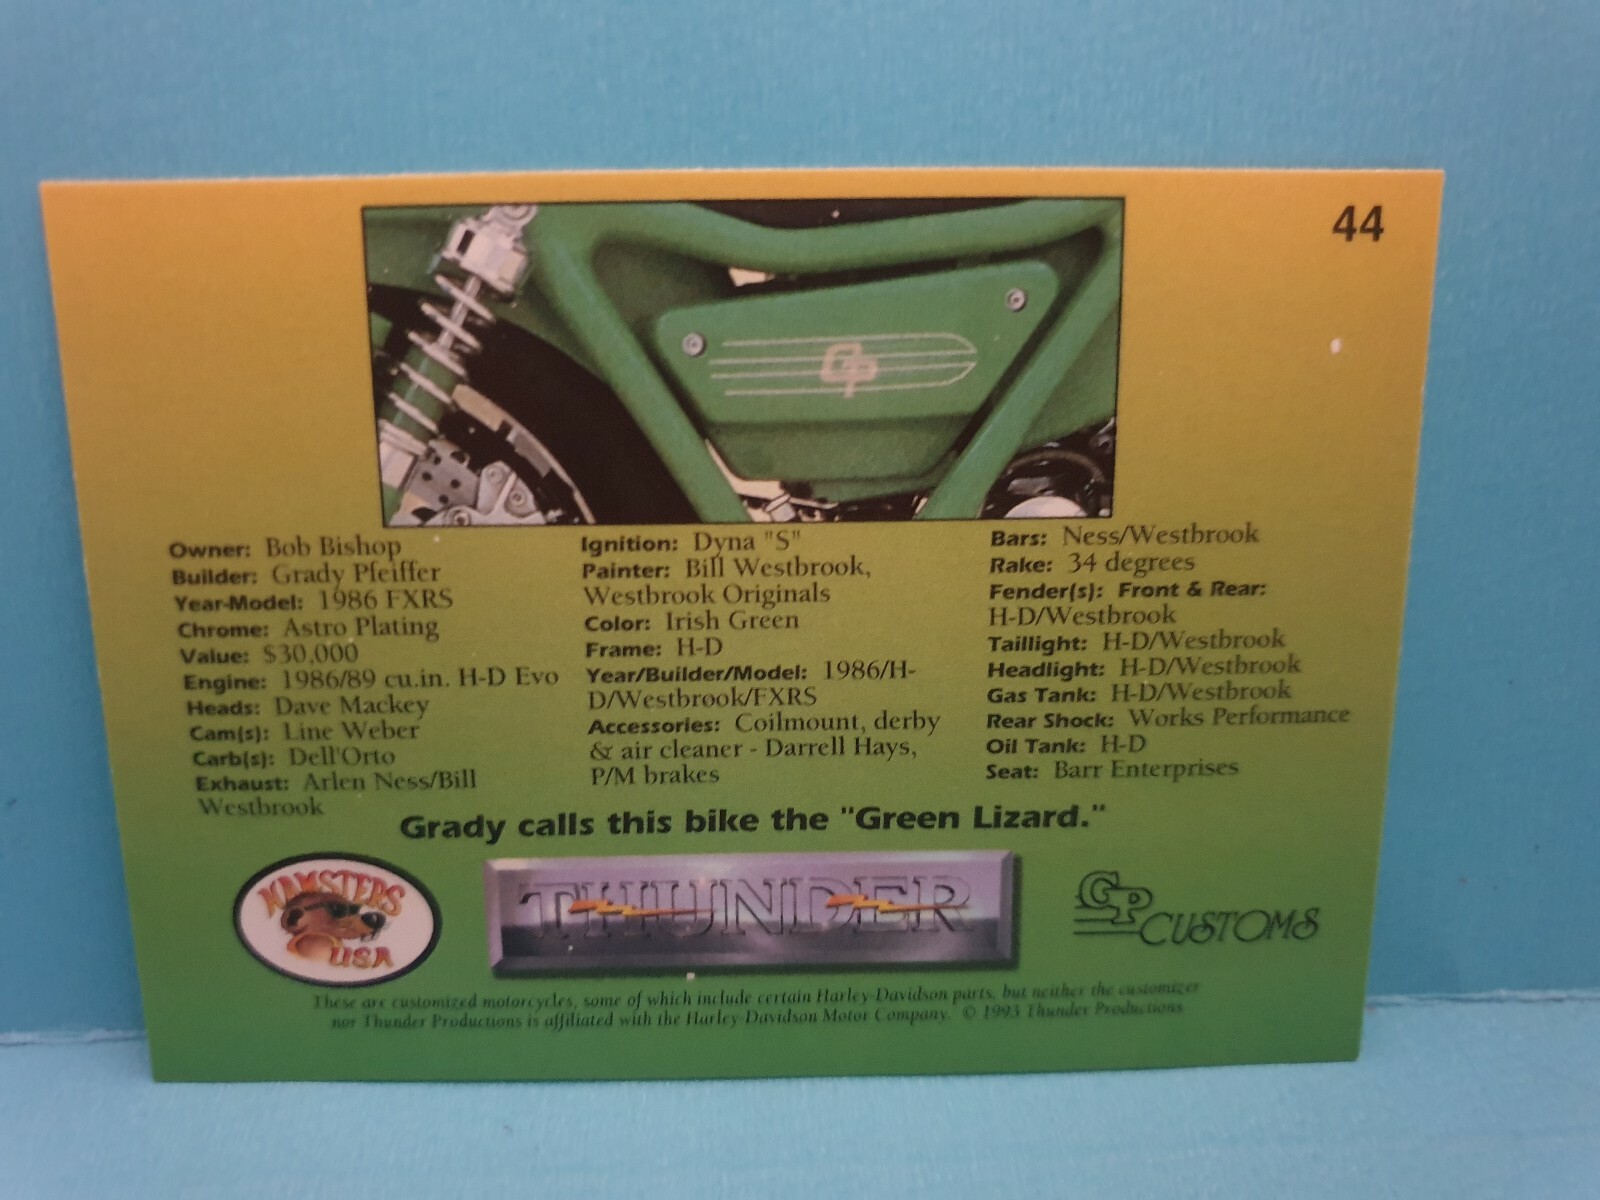 44
GP
Owner: Bob Bishop
Builder: Grady Pfeiffer
Year-Model: 1986 FXRS
Chrome: Astro Plating
Value: $30,000
Engine: 1986/89 cu.in. H-D Evo
Heads: Dave Mackey
Cam(s): Line Weber
Carb(s): Dell'Orto
Exhaust: Arlen Ness/Bill
Westbrook
Ignition: Dyna "S"
Painter: Bill Westbrook,
Westbrook Originals
Color: Irish Green
Frame: H-D
Year/Builder/Model: 1986/H-
D/Westbrook/FXRS
Accessories: Coilmount, derby
& air cleaner - Darrell Hays,
P/M brakes
Bars: Ness/Westbrook
Rake: 34 degrees
Fender(s): Front & Rear:
H-D/Westbrook
Taillight: H-D/Westbrook
Headlight: H-D/Westbrook
Gas Tank: H-D/Westbrook
Rear Shock: Works Performance
Oil Tank: H-D
Seat: Barr Enterprises
Grady calls this bike the "Green Lizard."
HAMSTERS
USA
THUNDER
GP CUSTOMS
These are customized motorcycles, some of which include certain Harley-Davidson parts, but neither the customizer
nor Thunder Productions is affiliated with the Harley-Davidson Motor Company. © 1993 Thunder Productions